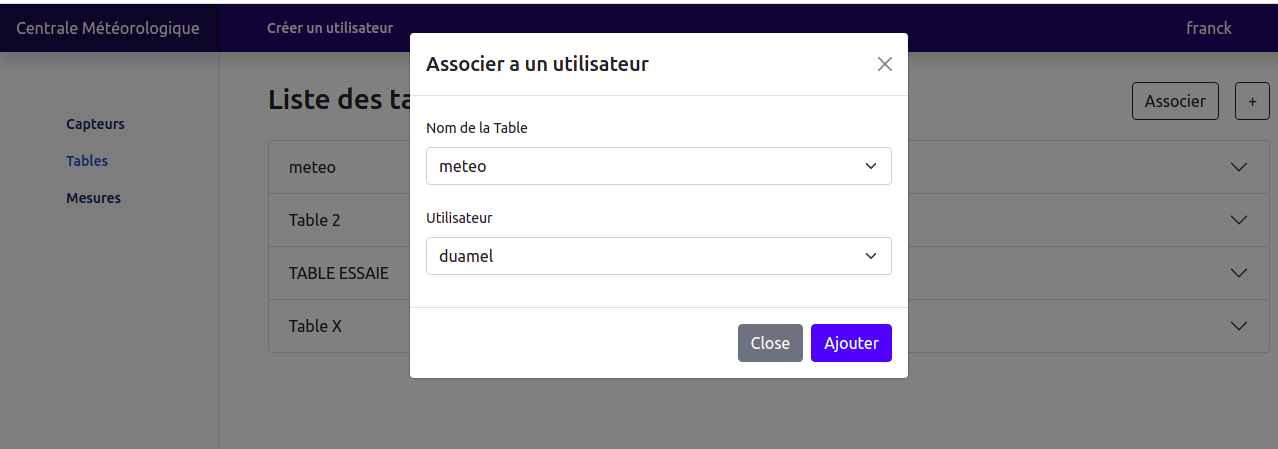 Centrale Météorologique
Créer un utilisateur
franck
Associer a un utilisateur
Liste des ta
Associer
+
Capteurs
Tables
Mesures
Nom de la Table
meteo
meteo
Utilisateur
Table 2
duamel
TABLE ESSAIE
Table X
Close
Ajouter